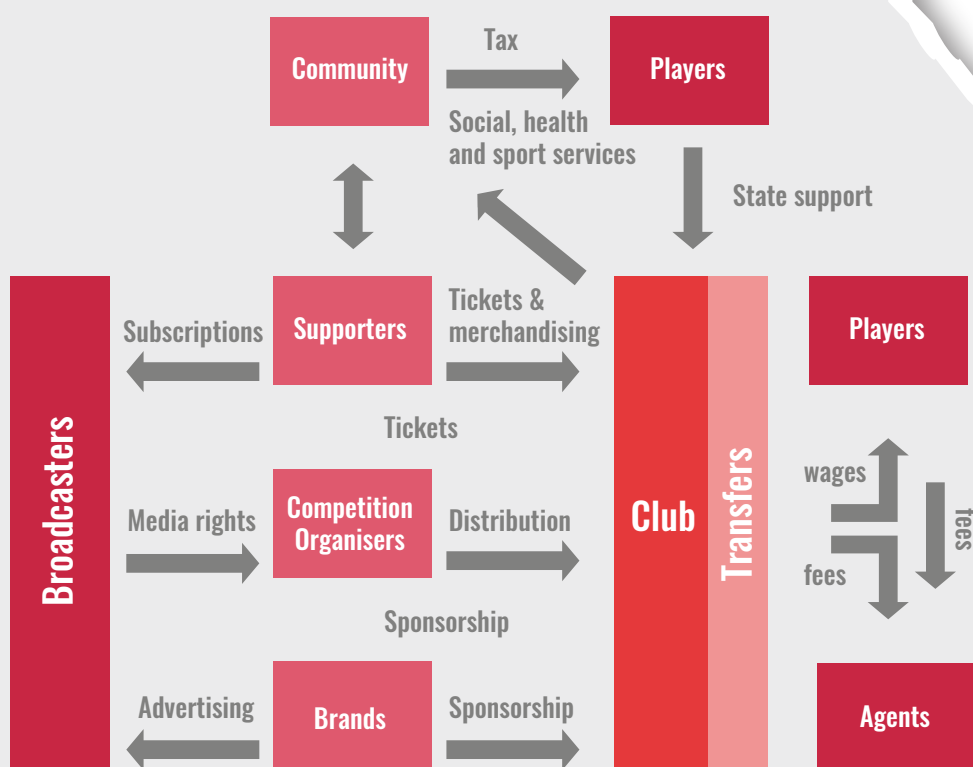 Tax
Community
Players
Social, health
and sport services
State support
Tickets &
merchandising
Subscriptions
Supporters
Players
Tickets
Broadcasters
Media rights
Competition
Organisers
Distribution
Club
Transfers
wages
fees
fees
Sponsorship
Advertising
Brands
Sponsorship
Agents